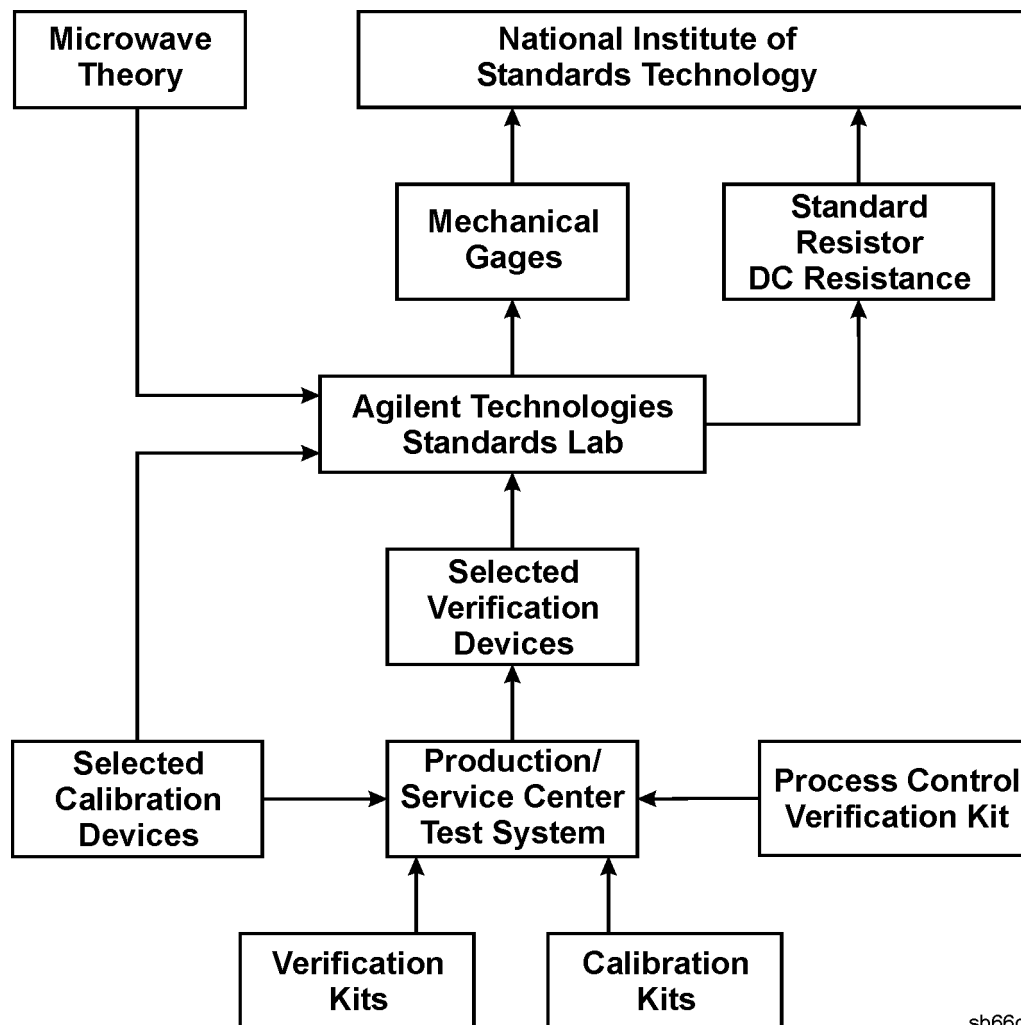 Microwave
Theory
National Institute of
Standards Technology
Mechanical
Gages
Standard
Resistor
DC Resistance
Agilent Technologies
Standards Lab
Selected
Verification
Devices
Selected
Calibration
Devices
Production/
Service Center
Test System
Process Control
Verification Kit
Verification
Kits
Calibration
Kits